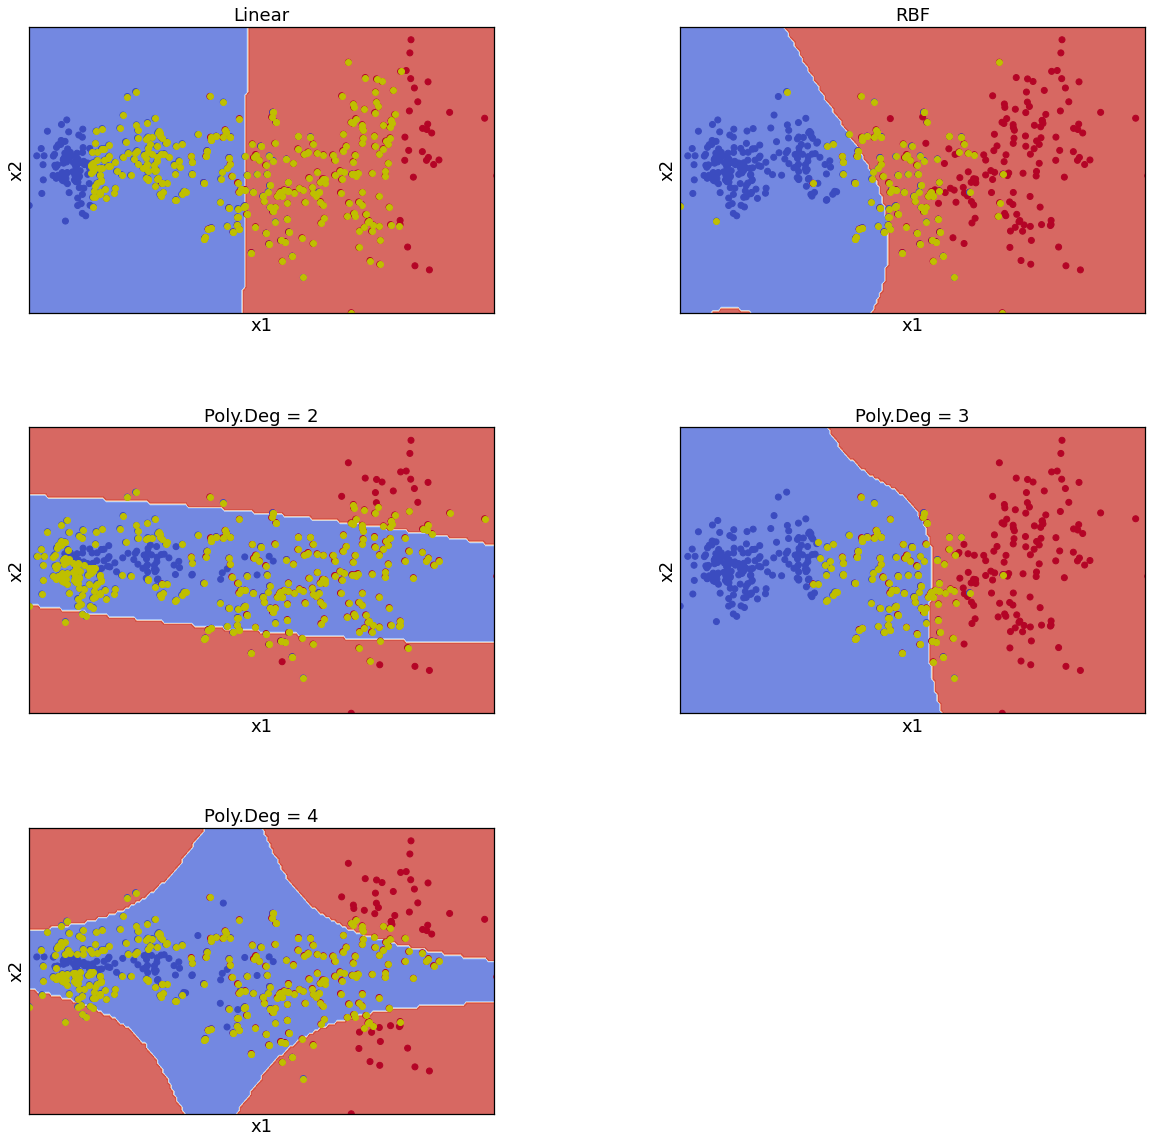 Linear
x2
x1
RBF
x2
x1
Poly.Deg = 2
x2
x1
Poly.Deg = 3
x2
x1
Poly.Deg = 4
x2
x1